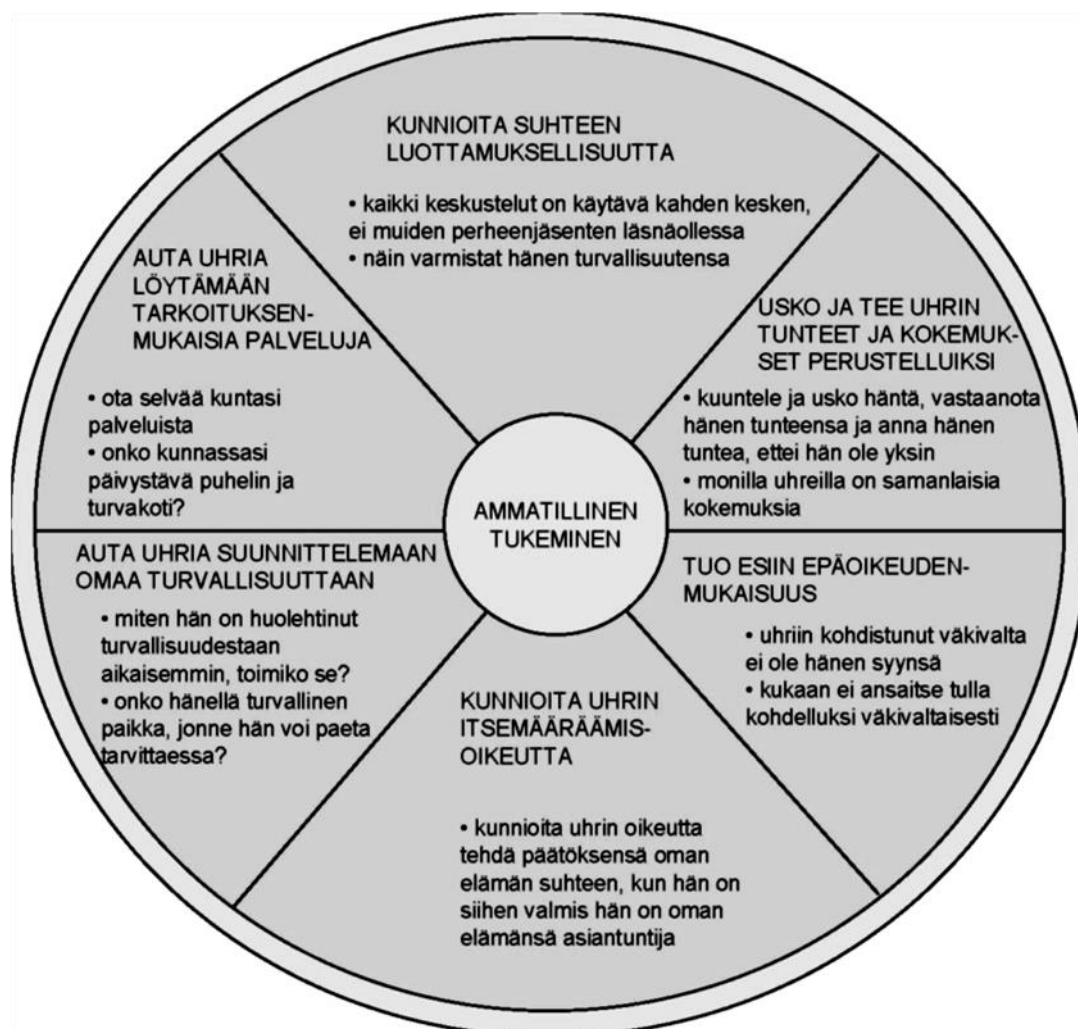 KUNNIOITA SUHTEEN
LUOTTAMUKSELLISUUTTA
• kaikki keskustelut on käytävä kahden kesken,
ei muiden perheenjäsenten läsnäollessa
• näin varmistat hänen turvallisuutensa
USKO JA TEE UHRIN
TUNTEET JA KOKEMUK-
SET PERUSTELLUIKSI
• kuuntele ja usko häntä, vastaanota
hänen tunteensa ja anna hänen
tuntea, ettei hän ole yksin
• monilla uhreilla on samanlaisia
kokemuksia
TUO ESIIN EPÄOIKEUDEN-
MUKAISUUS
• uhriin kohdistunut väkivalta
ei ole hänen syynsä
• kukaan ei ansaitse tulla
kohdelluksi väkivaltaisesti
KUNNIOITA UHRIN
ITSEMÄÄRÄÄMIS-
OIKEUTTA
• kunnioita uhrin oikeutta
tehdä päätöksensä oman
elämän suhteen, kun hän on
siihen valmis hän on oman
elämänsä asiantuntija
AUTA UHRIA SUUNNITTELEMAAN
OMAA TURVALLISUUTTAAN
• miten hän on huolehtinut
turvallisuudestaan
aikaisemmin, toimiko se?
• onko hänellä turvallinen
paikka, jonne hän voi paeta
tarvittaessa?
AUTA UHRIA
LÖYTÄMÄÄN
TARKOITUKSEN-
MUKAISIA PALVELUJA
• ota selvää kuntasi
palveluista
• onko kunnassasi
päivystävä puhelin ja
turvakoti?
AMMATILLINEN
TUKEMINEN